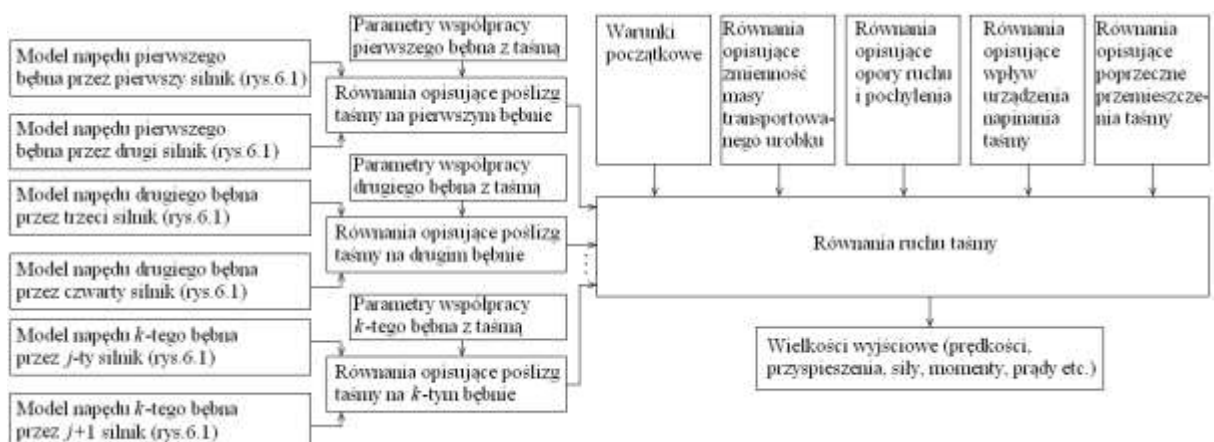 Model napędu pierwszego
bębna przez pierwszy silnik (rys.6.1)
Model napędu pierwszego
bębna przez drugi silnik (rys.6.1)
Model napędu drugiego bębna
przez trzeci silnik (rys.6.1)
Model napędu drugiego bębna
przez czwarty silnik (rys.6.1)
Model napędu k-tego bębna
przez j-ty silnik (rys.6.1)
Model napędu k-tego bębna
przez j+1 silnik (rys.6.1)
Parametry współpracy
pierwszego bębna z taśmą
Równania opisujące poślizg
taśmy na pierwszym bębnie
Parametry współpracy
drugiego bębna z taśmą
Równania opisujące poślizg
taśmy na drugim bębnie
Parametry współpracy
k-tego bębna z taśmą
Równania opisujące poślizg
taśmy na k-tym bębnie
Warunki
początkowe
Równania
opisujące
zmienność
masy
transportowa-
nego urobku
Równania
opisujące
opory ruchu
i pochylenia
Równania
opisujące
wpływ
urządzenia
napinania
taśmy
Równania
opisujące
poprzeczne
przemieszcze-
nia taśmy
Równania ruchu taśmy
Wielkości wyjściowe (prędkości,
przyspieszenia, siły, momenty, prądy etc.)